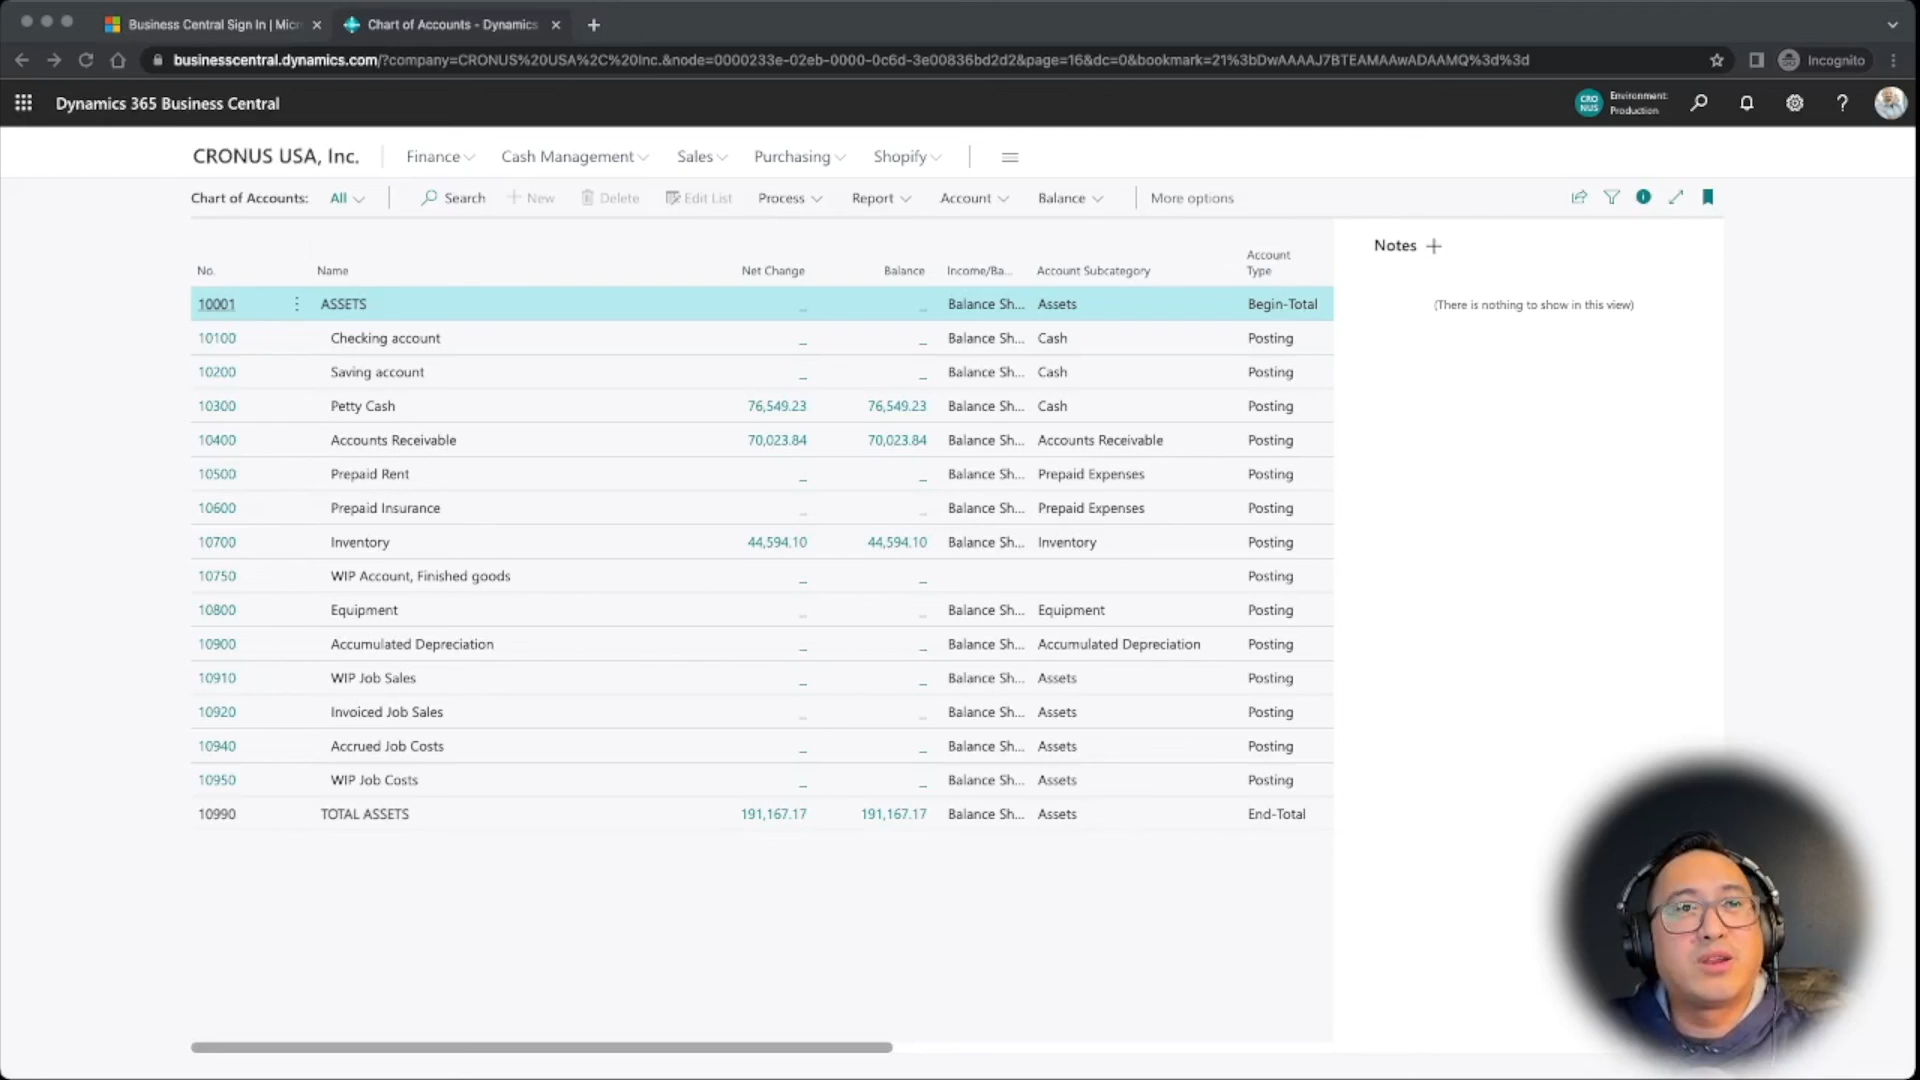 Business Central Sign In | Micr
Chart of Accounts - Dynamics
businesscentral.dynamics.com/?company=CRONUS%20USA%2C%20Inc.&node=0000233e-02eb-0000-0c6d-3e00836bd2d2&page=16&dc=0&bookmark=21%3bDwAAAAJ7BTEAMAAwADAAMQ%3d%3d
Incognito
Dynamics 365 Business Central
CRO
NUS
Environment:
Production
CRONUS USA, Inc.
Finance
Cash Management
Sales
Purchasing
Shopify
Chart of Accounts: All
Search
New
Delete
Edit List
Process
Report
Account
Balance
More options
No. Name Net Change Balance Income/Ba... Account Subcategory Account Type
10001 ASSETS _ _ Balance Sh... Assets Begin-Total
10100 Checking account _ _ Balance Sh... Cash Posting
10200 Saving account _ _ Balance Sh... Cash Posting
10300 Petty Cash 76,549.23 76,549.23 Balance Sh... Cash Posting
10400 Accounts Receivable 70,023.84 70,023.84 Balance Sh... Accounts Receivable Posting
10500 Prepaid Rent _ _ Balance Sh... Prepaid Expenses Posting
10600 Prepaid Insurance _ _ Balance Sh... Prepaid Expenses Posting
10700 Inventory 44,594.10 44,594.10 Balance Sh... Inventory Posting
10750 WIP Account, Finished goods _ _ Posting
10800 Equipment _ _ Balance Sh... Equipment Posting
10900 Accumulated Depreciation _ _ Balance Sh... Accumulated Depreciation Posting
10910 WIP Job Sales _ _ Balance Sh... Assets Posting
10920 Invoiced Job Sales _ _ Balance Sh... Assets Posting
10940 Accrued Job Costs _ _ Balance Sh... Assets Posting
10950 WIP Job Costs _ _ Balance Sh... Assets Posting
10990 TOTAL ASSETS 191,167.17 191,167.17 Balance Sh... Assets End-Total
Notes
(There is nothing to show in this view)